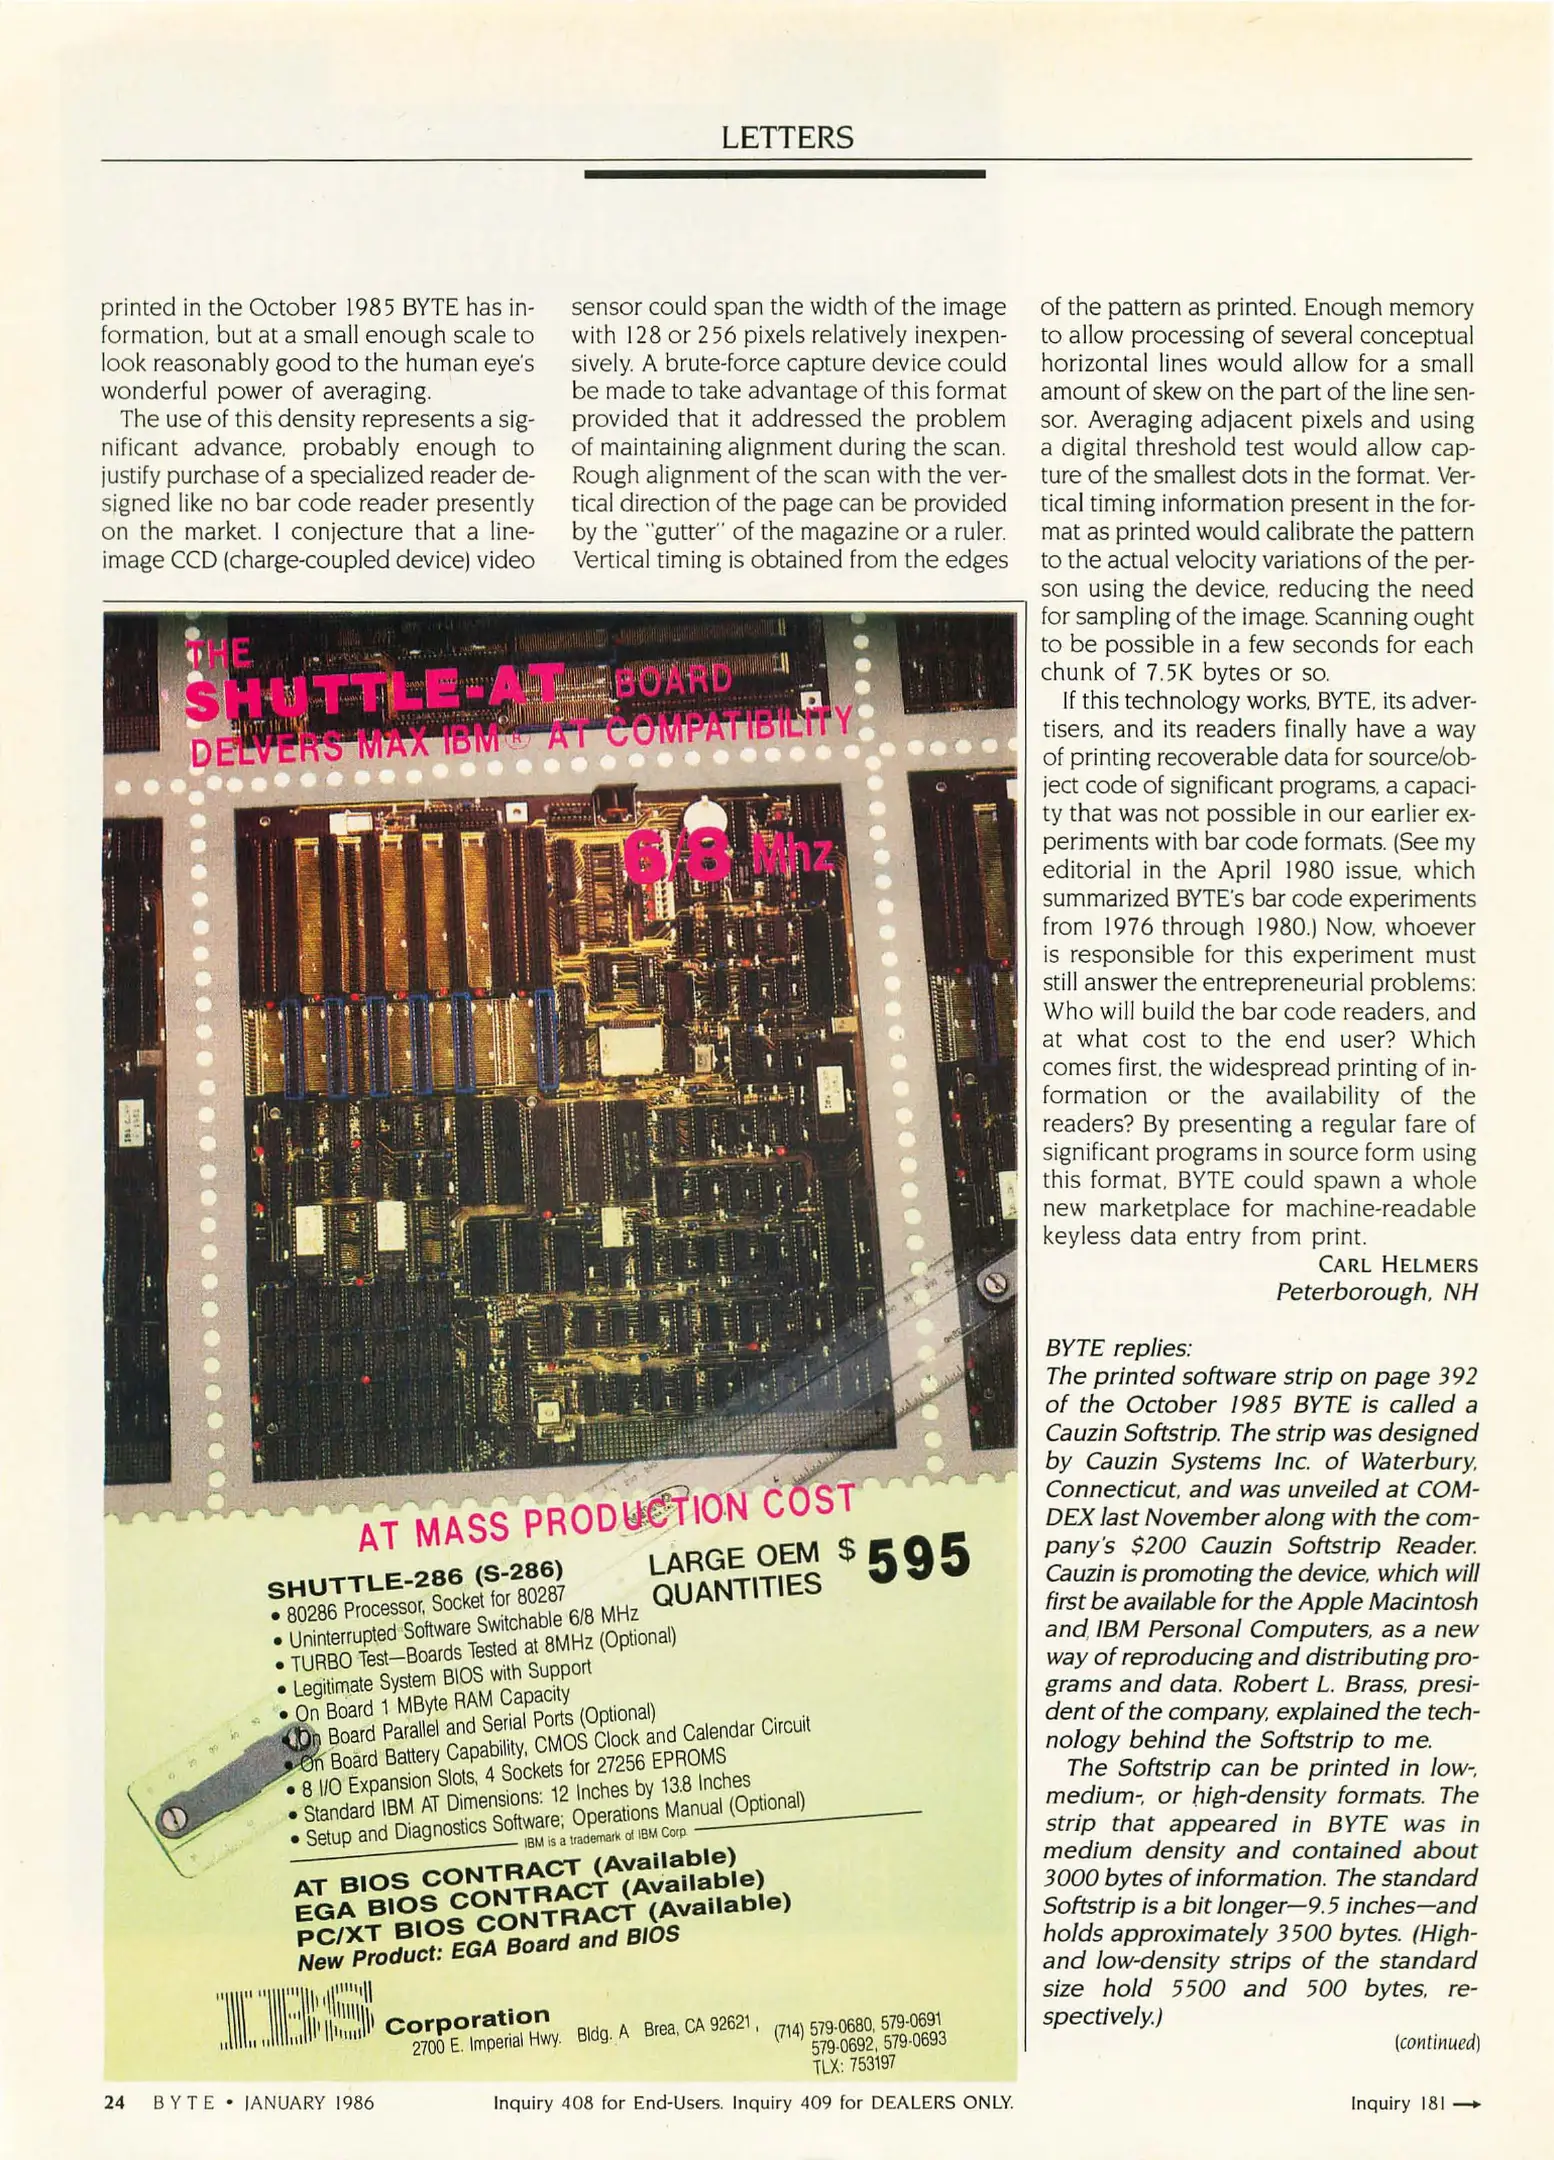 LETTERS
printed in the October 1985 BYTE has in-
formation, but at a small enough scale to
look reasonably good to the human eye's
wonderful power of averaging.
The use of this density represents a sig-
nificant advance, probably enough to
justify purchase of a specialized reader de-
signed like no bar code reader presently
on the market. I conjecture that a line-
image CCD (charge-coupled device) video
sensor could span the width of the image
with 128 or 256 pixels relatively inexpen-
sively. A brute-force capture device could
be made to take advantage of this format
provided that it addressed the problem
of maintaining alignment during the scan.
Rough alignment of the scan with the ver-
tical direction of the page can be provided
by the "gutter" of the magazine or a ruler.
Vertical timing is obtained from the edges
of the pattern as printed. Enough memory
to allow processing of several conceptual
horizontal lines would allow for a small
amount of skew on the part of the line sen-
sor. Averaging adjacent pixels and using
a digital threshold test would allow cap-
ture of the smallest dots in the format. Ver-
tical timing information present in the for-
mat as printed would calibrate the pattern
to the actual velocity variations of the per-
son using the device, reducing the need
for sampling of the image. Scanning ought
to be possible in a few seconds for each
chunk of 7.5K bytes or so.
If this technology works, BYTE, its adver-
tisers, and its readers finally have a way
of printing recoverable data for source/ob-
ject code of significant programs, a capaci-
ty that was not possible in our earlier ex-
periments with bar code formats. (See my
editorial in the April 1980 issue, which
summarized BYTE's bar code experiments
from 1976 through 1980.) Now, whoever
is responsible for this experiment must
still answer the entrepreneurial problems:
Who will build the bar code readers, and
at what cost to the end user? Which
comes first, the widespread printing of in-
formation or the availability of the
readers? By presenting a regular fare of
significant programs in source form using
this format, BYTE could spawn a whole
new marketplace for machine-readable
keyless data entry from print.
CARL HELMERS
Peterborough, NH
BYTE replies:
The printed software strip on page 392
of the October 1985 BYTE is called a
Cauzin Softstrip. The strip was designed
by Cauzin Systems Inc. of Waterbury,
Connecticut, and was unveiled at COM-
DEX last November along with the com-
pany's $200 Cauzin Softstrip Reader.
Cauzin is promoting the device, which will
first be available for the Apple Macintosh
and IBM Personal Computers, as a new
way of reproducing and distributing pro-
grams and data. Robert L. Brass, presi-
dent of the company, explained the tech-
nology behind the Softstrip to me.
The Softstrip can be printed in low-,
medium-, or high-density formats. The
strip that appeared in BYTE was in
medium density and contained about
3000 bytes of information. The standard
Softstrip is a bit longer—9.5 inches—and
holds approximately 3500 bytes. (High-
and low-density strips of the standard
size hold 5500 and 500 bytes, re-
spectively.)
(continued)
THE
SHUTTLE-AT BOARD
DELVERS MAX IBM® AT COMPATIBILITY
6/8 Mhz
AT MASS PRODUCTION COST
LARGE OEM QUANTITIES $595
SHUTTLE-286 (S-286)
• 80286 Processor, Socket for 80287
• Uninterrupted Software Switchable 6/8 MHz
• TURBO Test—Boards Tested at 8MHz (Optional)
• Legitimate System BIOS with Support
• On Board 1 MByte RAM Capacity
• On Board Parallel and Serial Ports (Optional)
• On Board Battery Capability, CMOS Clock and Calendar Circuit
• 8 I/O Expansion Slots, 4 Sockets for 27256 EPROMS
• Standard IBM AT Dimensions: 12 Inches by 13.8 Inches
• Setup and Diagnostics Software; Operations Manual (Optional)
IBM is a trademark of IBM Corp.
AT BIOS CONTRACT (Available)
EGA BIOS CONTRACT (Available)
PC/XT BIOS CONTRACT (Available)
New Product: EGA Board and BIOS
IBS Corporation
2700 E. Imperial Hwy. Bldg. A Brea, CA 92621, (714) 579-0680, 579-0691
579-0692, 579-0693
TLX: 753197
24 BYTE • JANUARY 1986
Inquiry 408 for End-Users. Inquiry 409 for DEALERS ONLY.
Inquiry 181 →